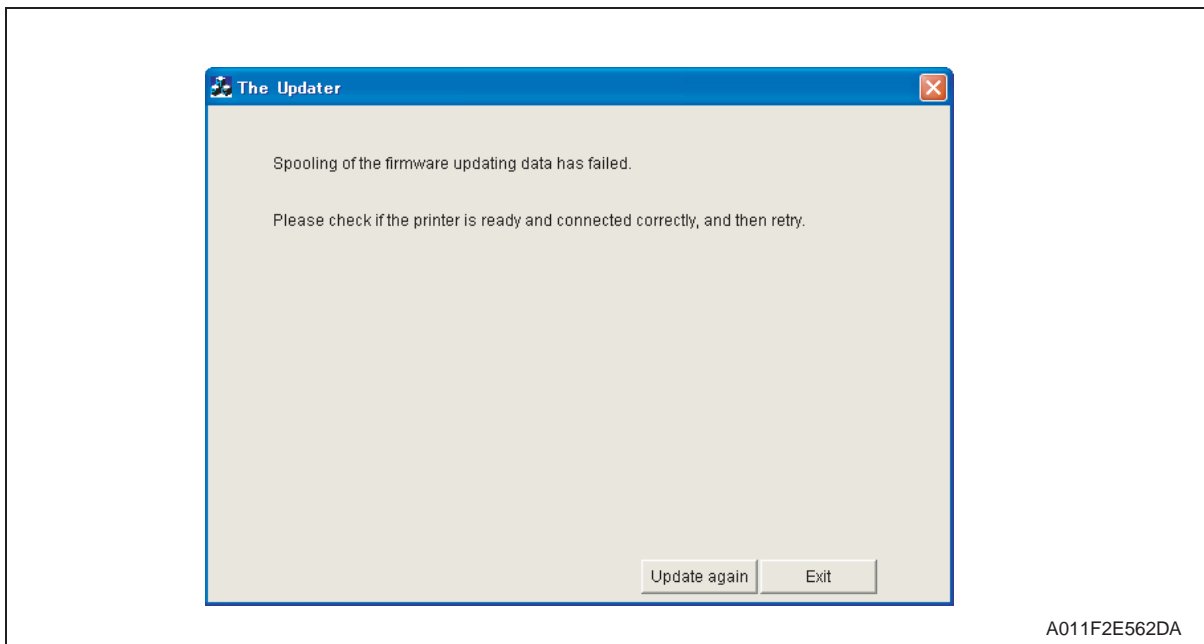 The Updater
Spooling of the firmware updating data has failed.
Please check if the printer is ready and connected correctly, and then retry.
Update again
Exit
A011F2E562DA